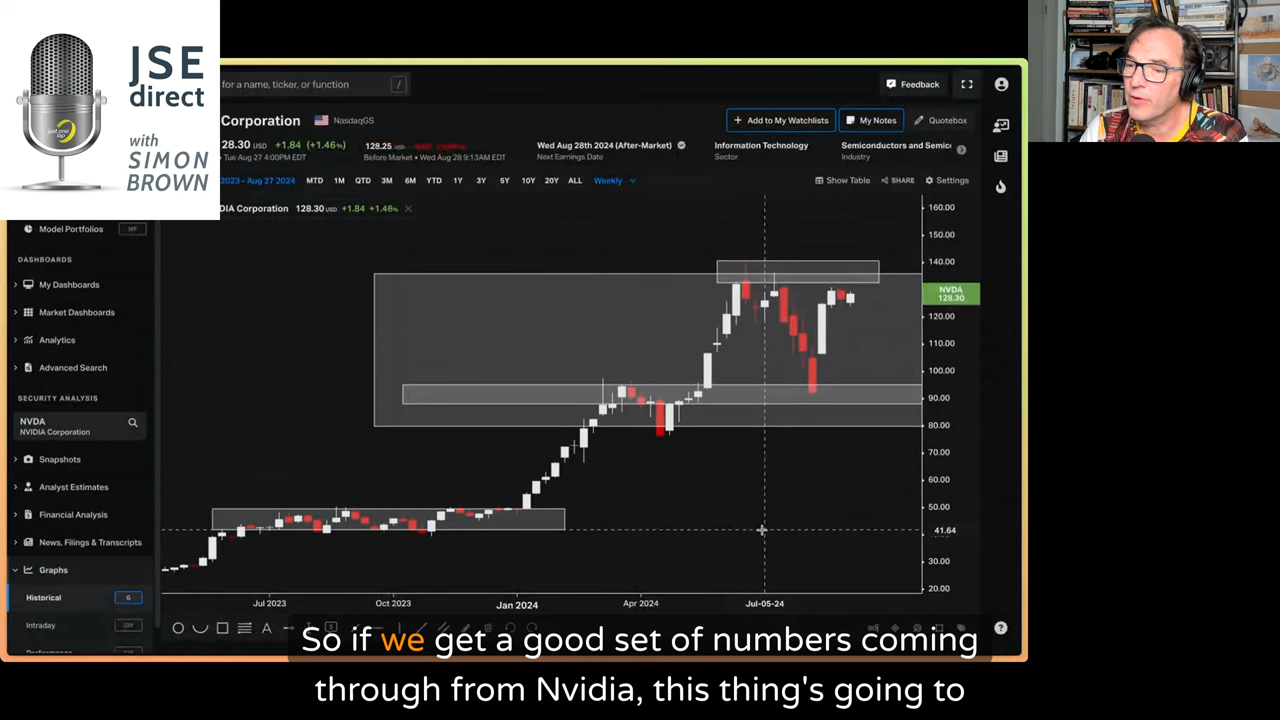 JSE
direct
with
SIMON
BROWN
just one
lap
for a name, ticker, or function
/
Feedback
Corporation
NasdaqGS
+ Add to My Watchlists
My Notes
Quotebox
28.30 USD +1.84 (+1.46%)
Tue Aug 27 4:00PM EDT
128.25 USD
Before Market • Wed Aug 28 9:13AM EDT
Wed Aug 28th 2024 (After-Market)
Next Earnings Date
Information Technology
Sector
Semiconductors and Semic
Industry
2023 - Aug 27 2024
MTD 1M QTD 3M 6M YTD 1Y 3Y 5Y 10Y 20Y ALL
Weekly
Show Table
SHARE
Settings
DIA Corporation 128.30 USD +1.84 +1.46%
Model Portfolios
DASHBOARDS
My Dashboards
Market Dashboards
Analytics
Advanced Search
SECURITY ANALYSIS
NVDA
NVIDIA Corporation
Snapshots
Analyst Estimates
Financial Analysis
News, Filings & Transcripts
Graphs
Historical
G
Intraday
160.00
150.00
140.00
NVDA
128.30
120.00
110.00
100.00
90.00
80.00
70.00
60.00
50.00
41.64
30.00
20.00
Jul 2023
Oct 2023
Jan 2024
Apr 2024
Jul-05-24
So if we get a good set of numbers coming
through from Nvidia, this thing's going to